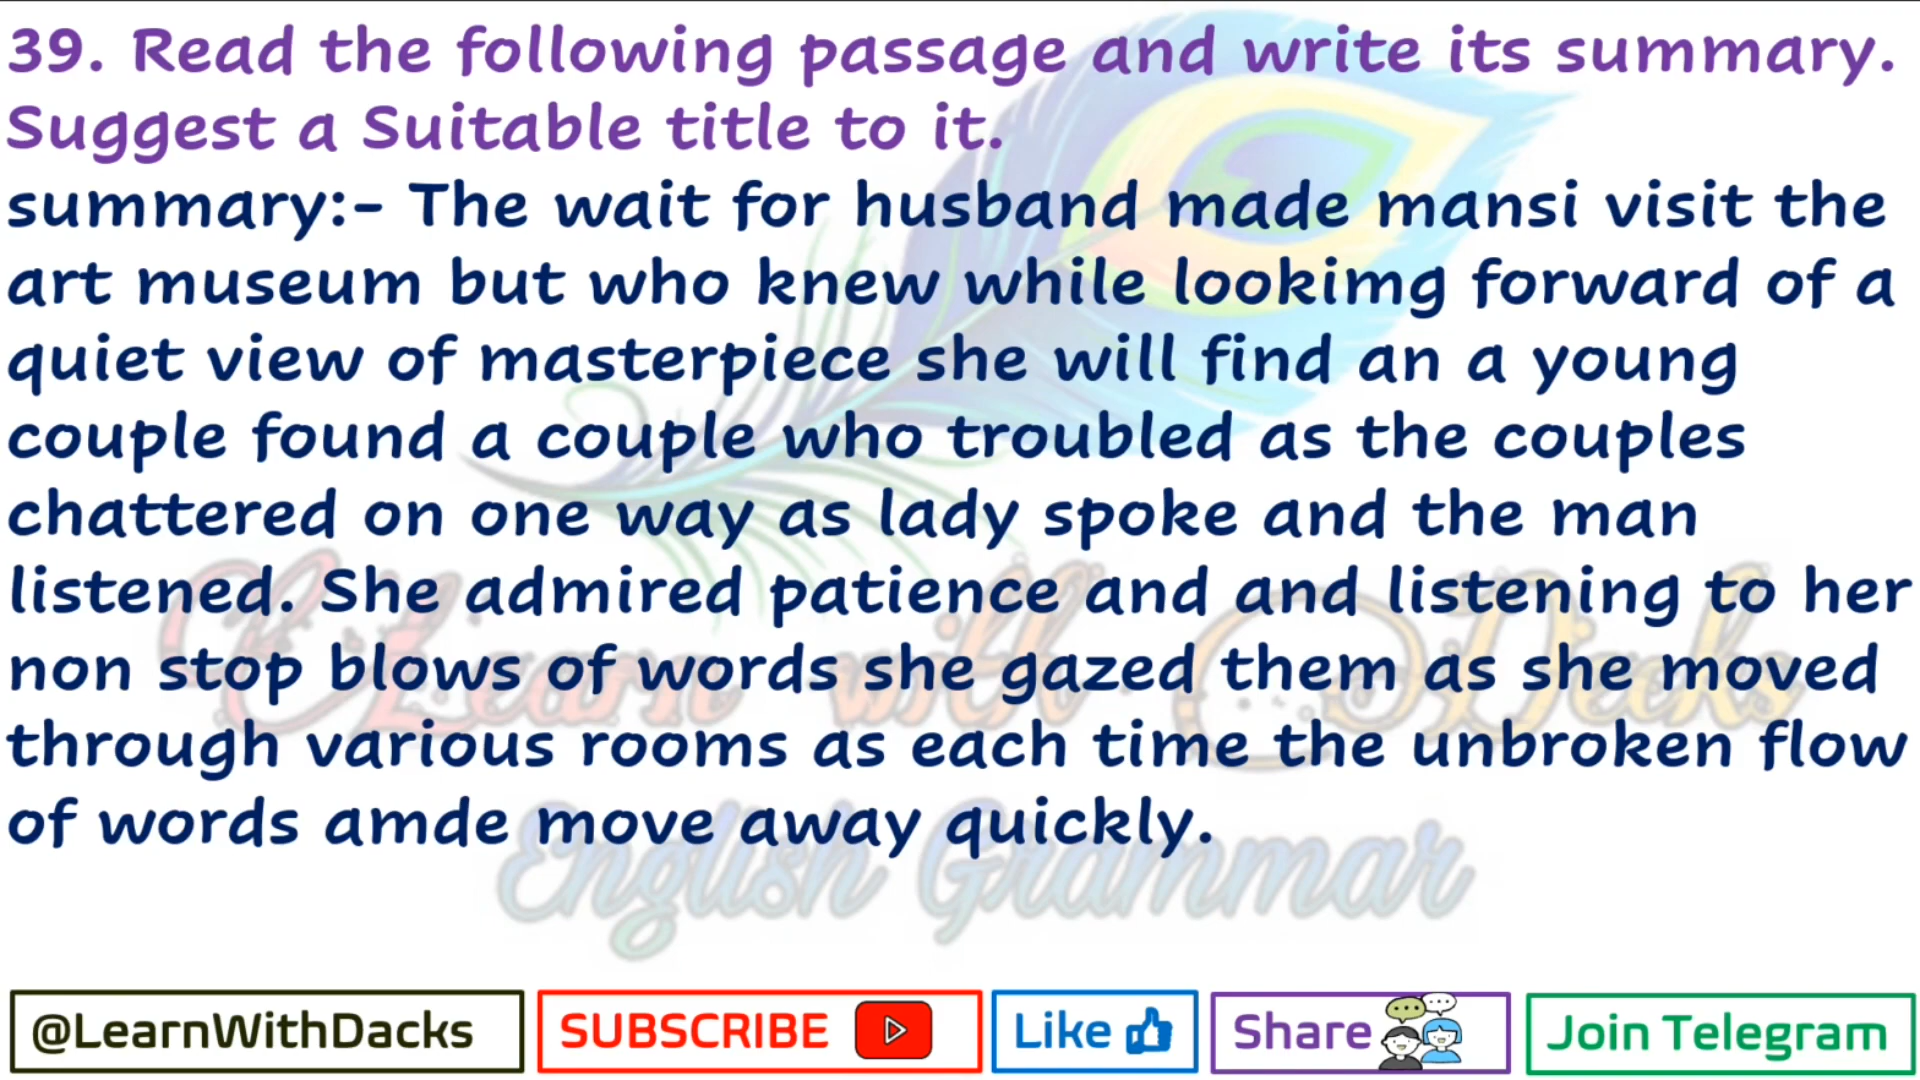 39. Read the following passage and write its summary.
Suggest a Suitable title to it.
summary:- The wait for husband made mansi visit the
art museum but who knew while lookimg forward of a
quiet view of masterpiece she will find an a young
couple found a couple who troubled as the couples
chattered on one way as lady spoke and the man
listened. She admired patience and and listening to her
non stop blows of words she gazed them as she moved
through various rooms as each time the unbroken flow
of words amde move away quickly.
Learn with Dacks
English Grammar
@LearnWithDacks SUBSCRIBE Like Share Join Telegram